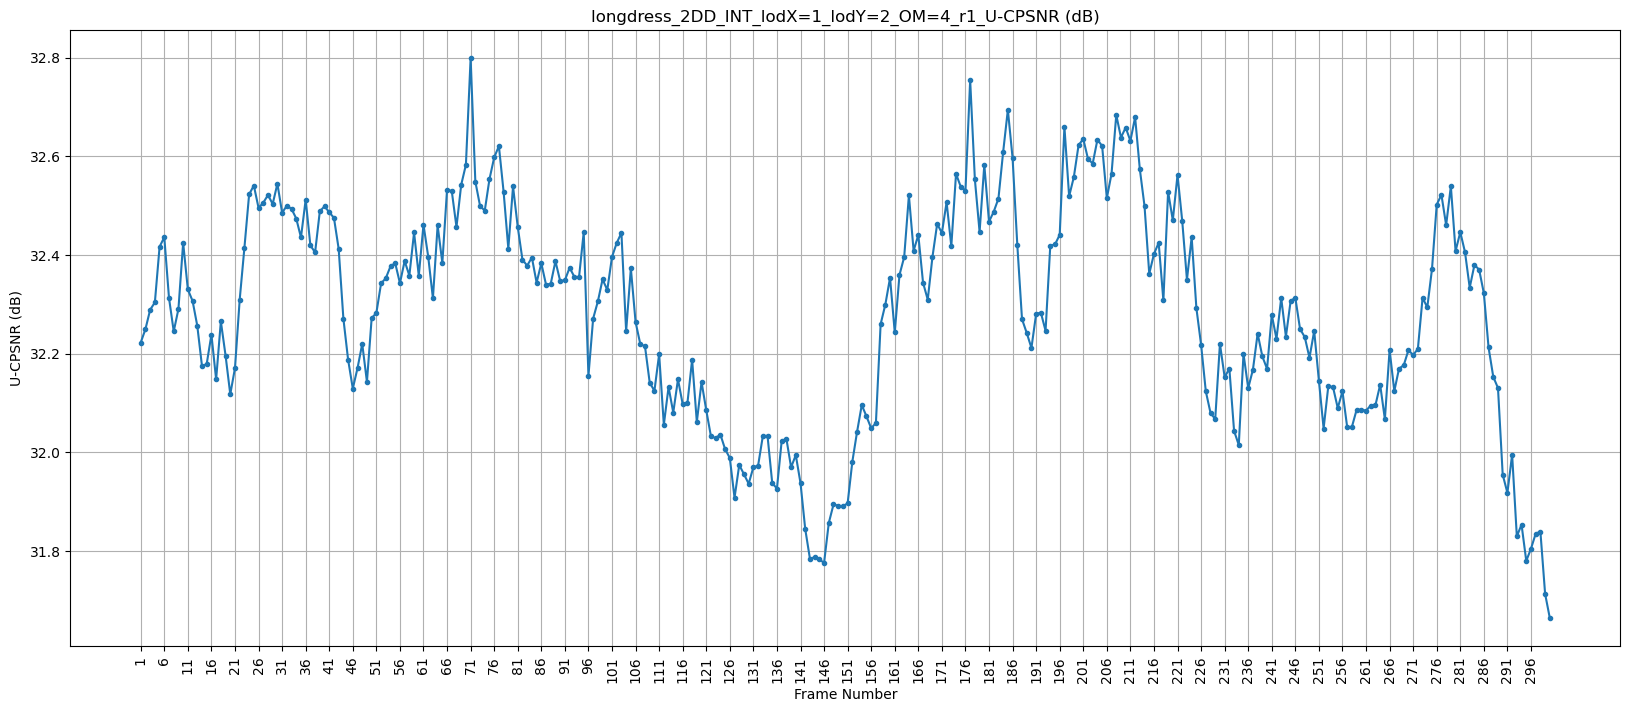 longdress_2DD_INT_lodX=1_lodY=2_OM=4_r1_U-CPSNR (dB)
U-CPSNR (dB)
32.8
32.6
32.4
32.2
32.0
31.8
1 6 11 16 21 26 31 36 41 46 51 56 61 66 71 76 81 86 91 96 101 106 111 116 121 126 131 136 141 146 151 156 161 166 171 176 181 186 191 196 201 206 211 216 221 226 231 236 241 246 251 256 261 266 271 276 281 286 291 296
Frame Number